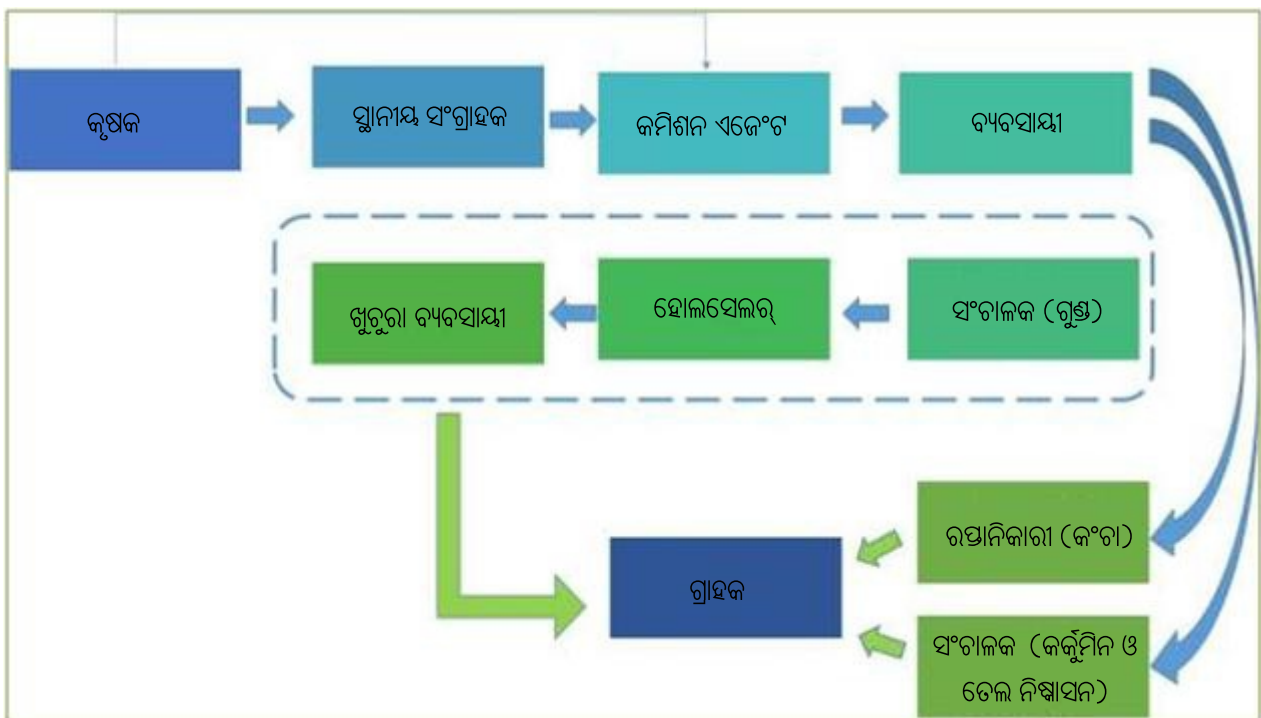 କୃଷକ
ସ୍ଥାନୀୟ ସଂଗ୍ରାହକ
କମିଶନ ଏଜେଂଟ
ବ୍ୟବସାୟୀ
ଖୁଚୁରା ବ୍ୟବସାୟୀ
ହୋଲସେଲର୍
ସଂଚାଳକ (ଗୁଣ୍ଡ)
ରପ୍ତାନିକାରୀ (କଂଚା)
ଗ୍ରାହକ
ସଂଚାଳକ (କର୍କୁମିନ ଓ
ତେଲ ନିଷ୍କାସନ)